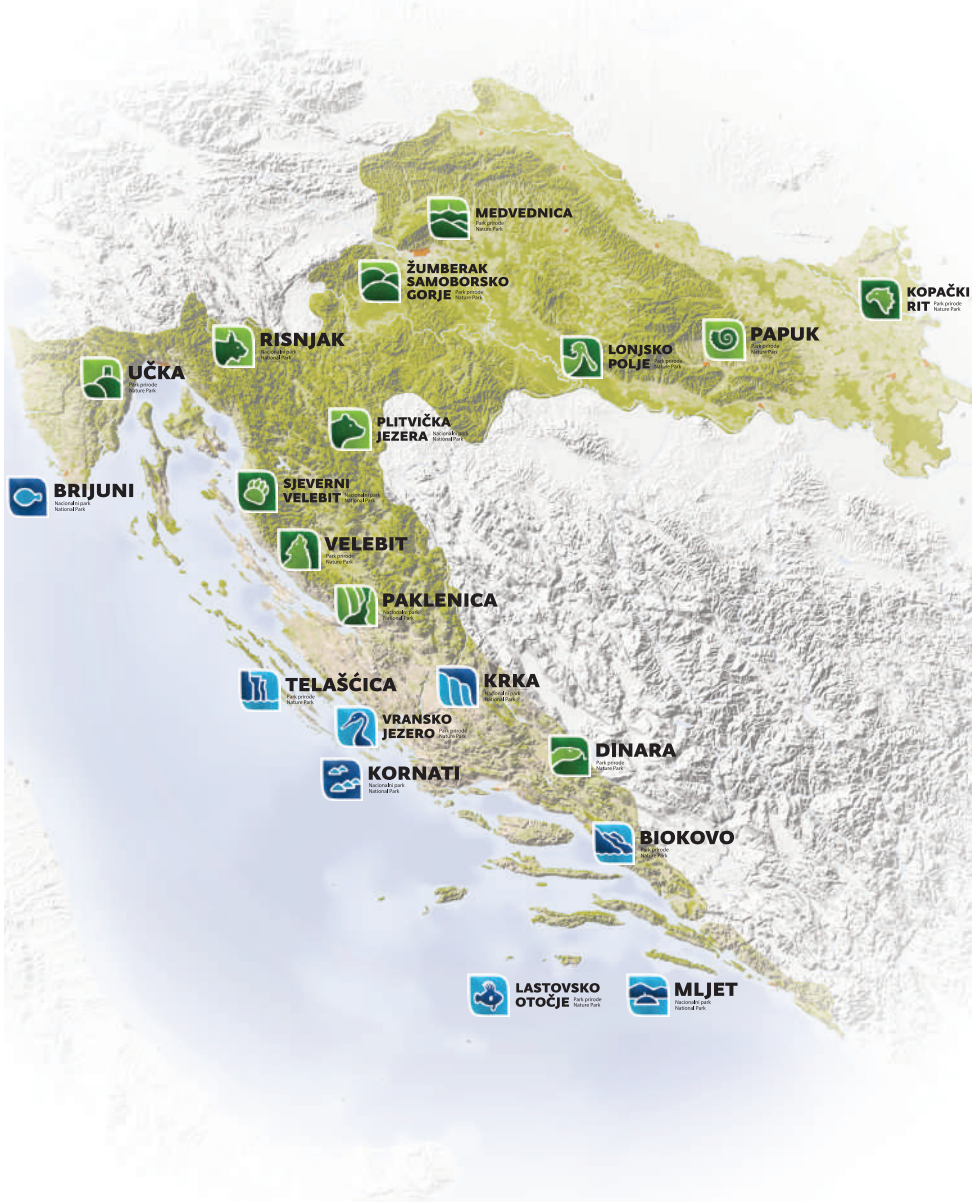 MEDVEDNICA
Park prirode
Nature Park
ŽUMBERAK
SAMOBORSKO
GORJE Park prirode
Nature Park
KOPAČKI
RIT Park prirode
Nature Park
RISNJAK
Nacionalni park
National Park
PAPUK
Park prirode
Nature Park
LONJSKO
POLJE Park prirode
Nature Park
UČKA
Park prirode
Nature Park
PLITVIČKA
JEZERA Nacionalni park
National Park
SJEVERNI
VELEBIT Nacionalni park
National Park
BRIJUNI
Nacionalni park
National Park
VELEBIT
Park prirode
Nature Park
PAKLENICA
Nacionalni park
National Park
TELAŠĆICA
Park prirode
Nature Park
KRKA
Nacionalni park
National Park
VRANSKO
JEZERO Park prirode
Nature Park
DINARA
Park prirode
Nature Park
KORNATI
Nacionalni park
National Park
BIOKOVO
Park prirode
Nature Park
LASTOVSKO
OTOČJE Park prirode
Nature Park
MLJET
Nacionalni park
National Park